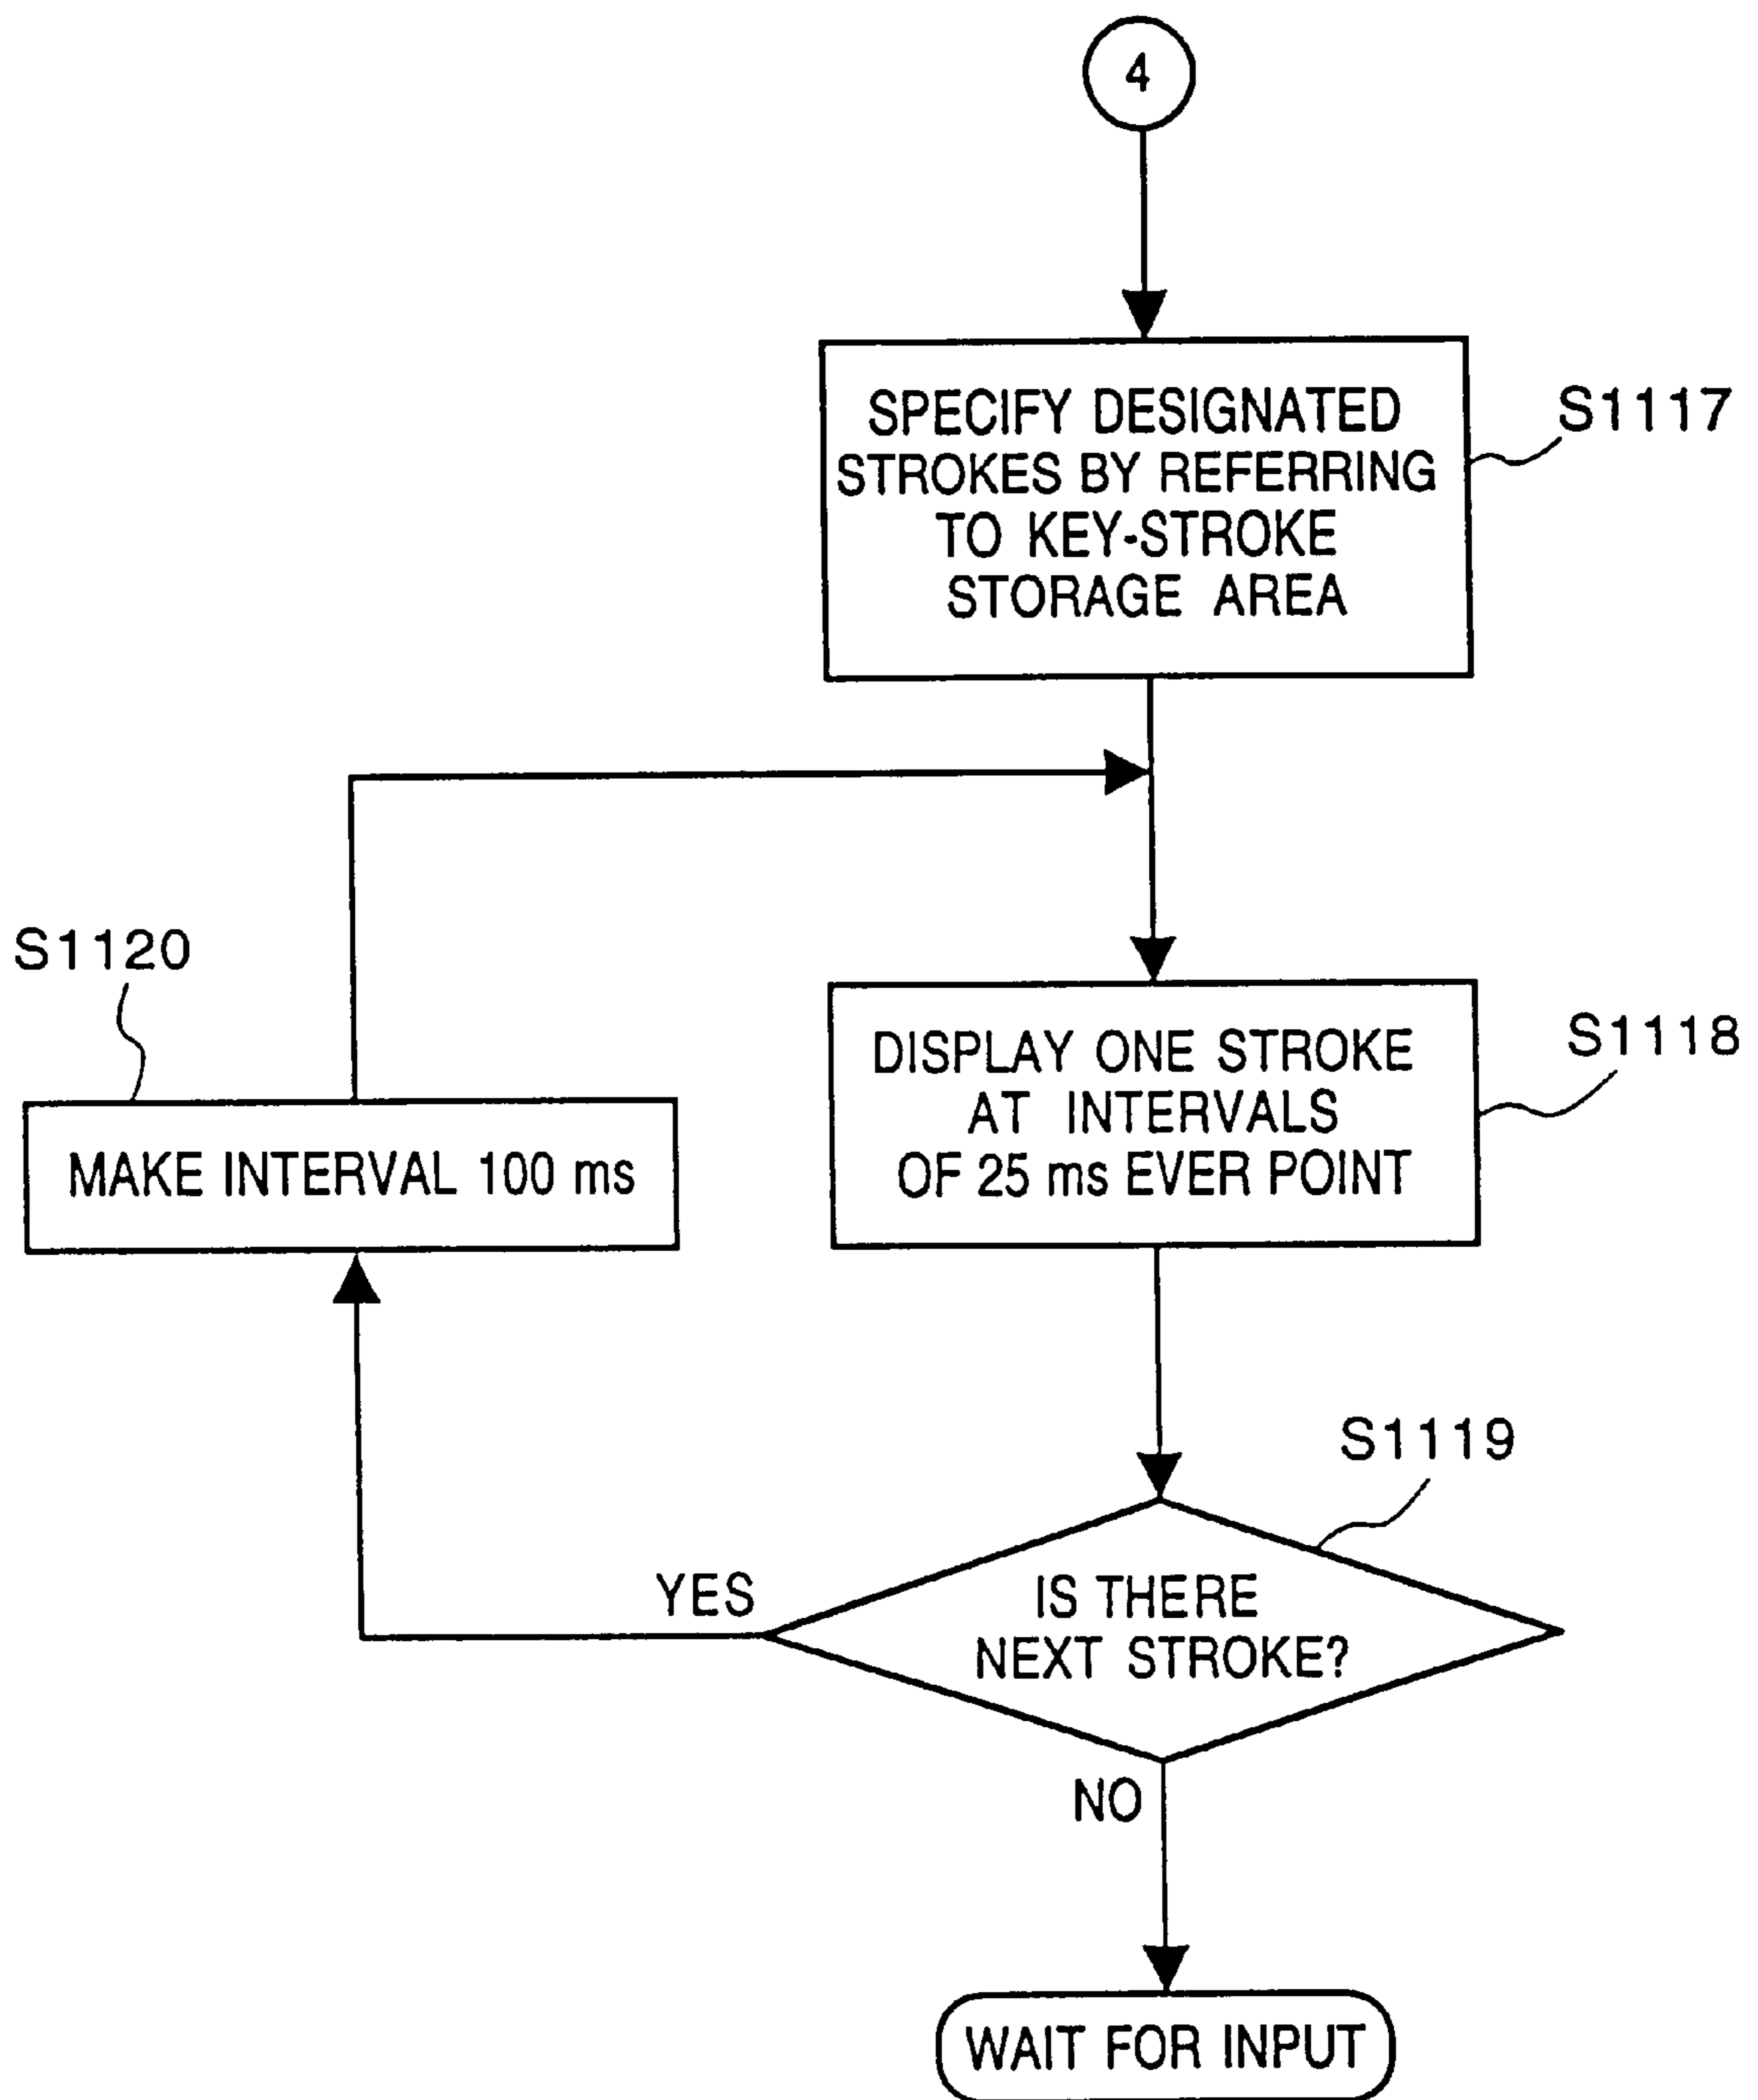 4
SPECIFY DESIGNATED
STROKES BY REFERRING
TO KEY-STROKE
STORAGE AREA
S1117
S1120
MAKE INTERVAL 100 ms
DISPLAY ONE STROKE
AT INTERVALS
OF 25 ms EVER POINT
S1118
S1119
YES
IS THERE
NEXT STROKE?
NO
WAIT FOR INPUT